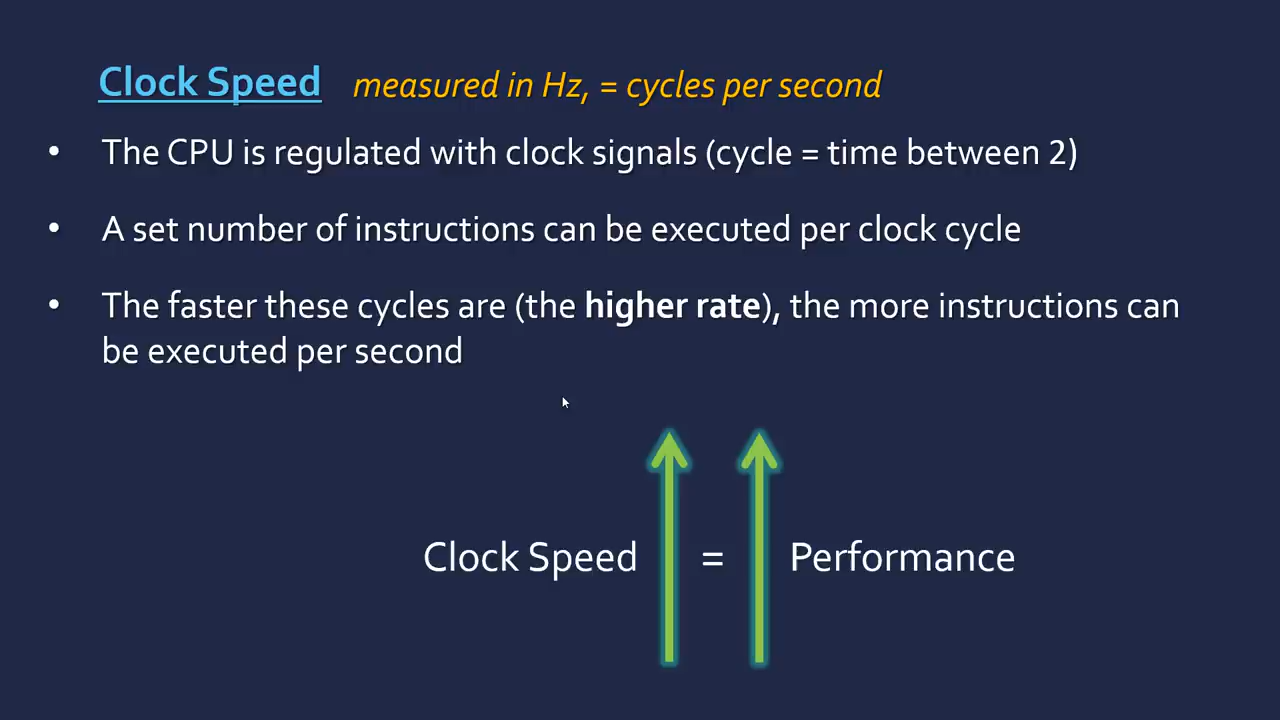 Clock Speed measured in Hz, = cycles per second
• The CPU is regulated with clock signals (cycle = time between 2)
• A set number of instructions can be executed per clock cycle
• The faster these cycles are (the higher rate), the more instructions can
be executed per second
Clock Speed = Performance